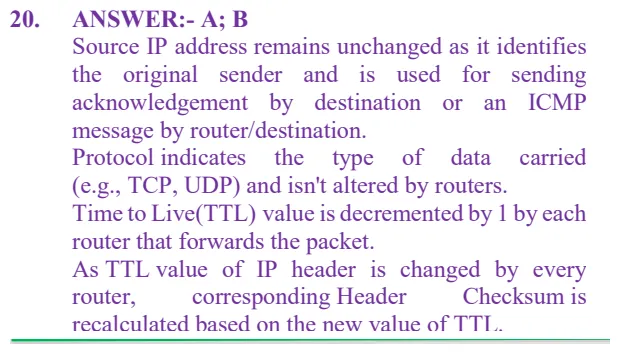 20. ANSWER:- A; B
Source IP address remains unchanged as it identifies
the original sender and is used for sending
acknowledgement by destination or an ICMP
message by router/destination.
Protocol indicates the type of data carried
(e.g., TCP, UDP) and isn't altered by routers.
Time to Live(TTL) value is decremented by 1 by each
router that forwards the packet.
As TTL value of IP header is changed by every
router, corresponding Header Checksum is
recalculated based on the new value of TTL.